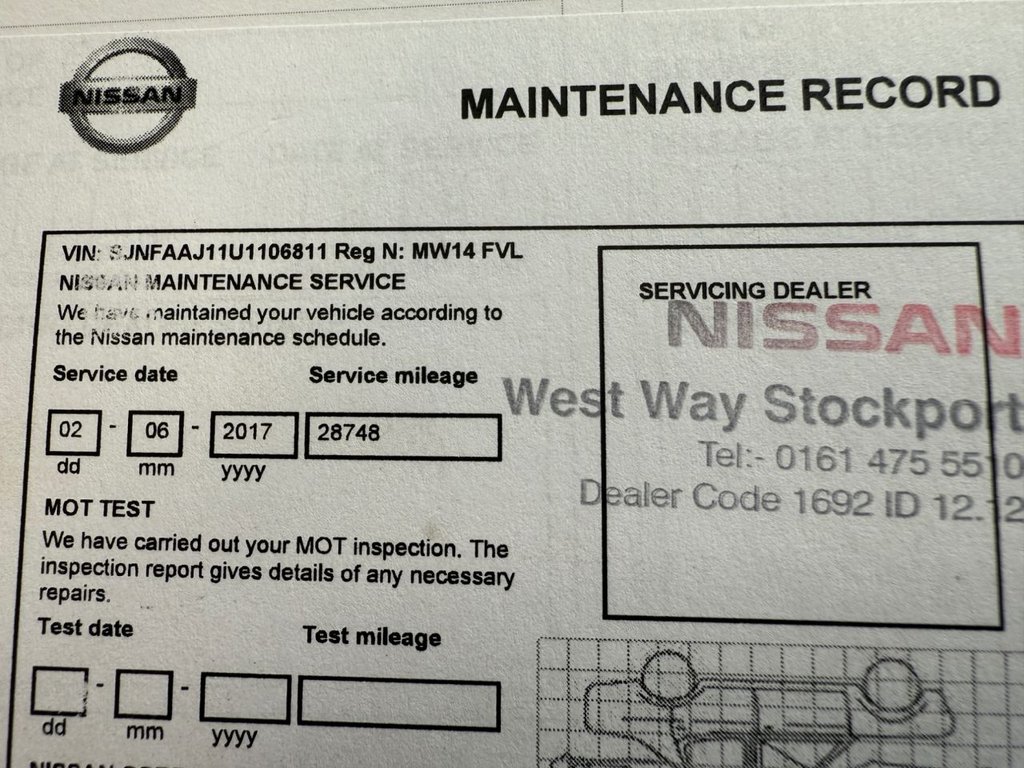 NISSAN
MAINTENANCE RECORD
VIN: SJNFAAJ11U1106811 Reg N: MW14 FVL
NISSAN MAINTENANCE SERVICE
We have maintained your vehicle according to
the Nissan maintenance schedule.
Service date Service mileage
02 - 06 - 2017 28748
dd mm yyyy
MOT TEST
We have carried out your MOT inspection. The
inspection report gives details of any necessary
repairs.
Test date Test mileage
- -
dd mm yyyy
SERVICING DEALER
NISSAN
West Way Stockport
Tel:- 0161 475 5510
Dealer Code 1692 ID 12.12
NISSAN